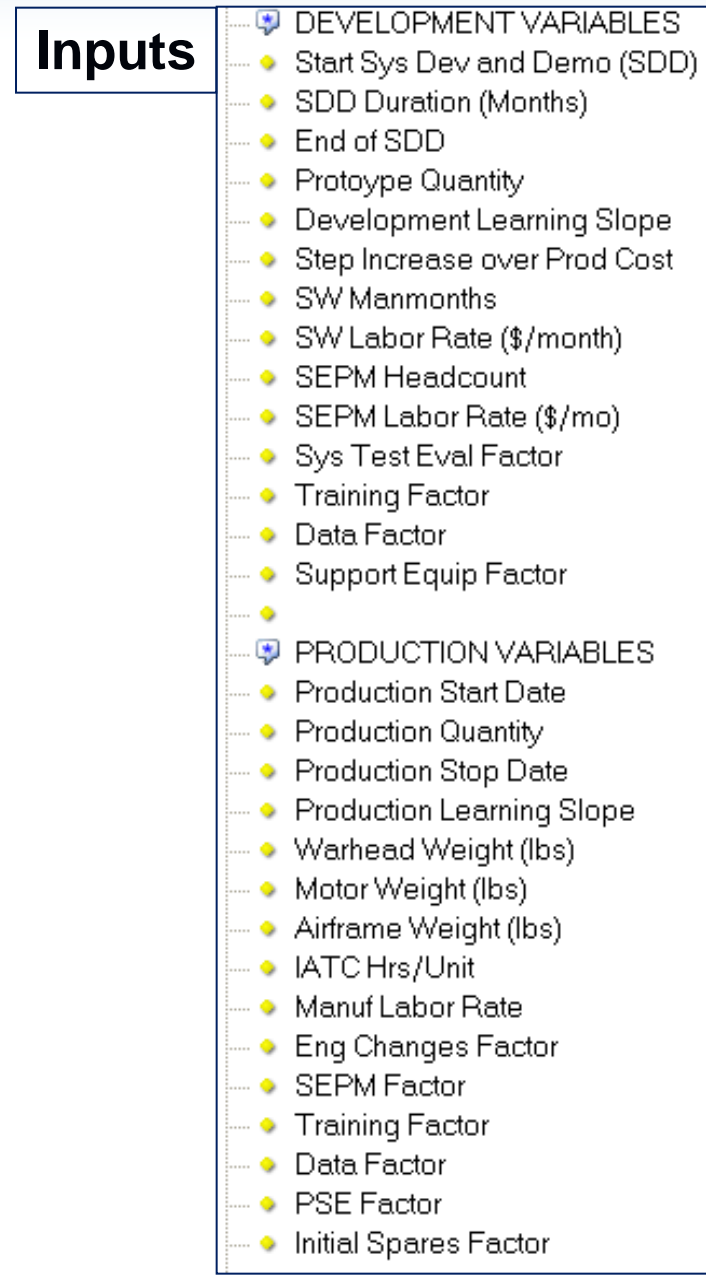 Inputs
DEVELOPMENT VARIABLES
Start Sys Dev and Demo (SDD)
SDD Duration (Months)
End of SDD
Protoype Quantity
Development Learning Slope
Step Increase over Prod Cost
SW Manmonths
SW Labor Rate ($/month)
SEPM Headcount
SEPM Labor Rate ($/mo)
Sys Test Eval Factor
Training Factor
Data Factor
Support Equip Factor
PRODUCTION VARIABLES
Production Start Date
Production Quantity
Production Stop Date
Production Learning Slope
Warhead Weight (lbs)
Motor Weight (lbs)
Airframe Weight (lbs)
IATC Hrs/Unit
Manuf Labor Rate
Eng Changes Factor
SEPM Factor
Training Factor
Data Factor
PSE Factor
Initial Spares Factor